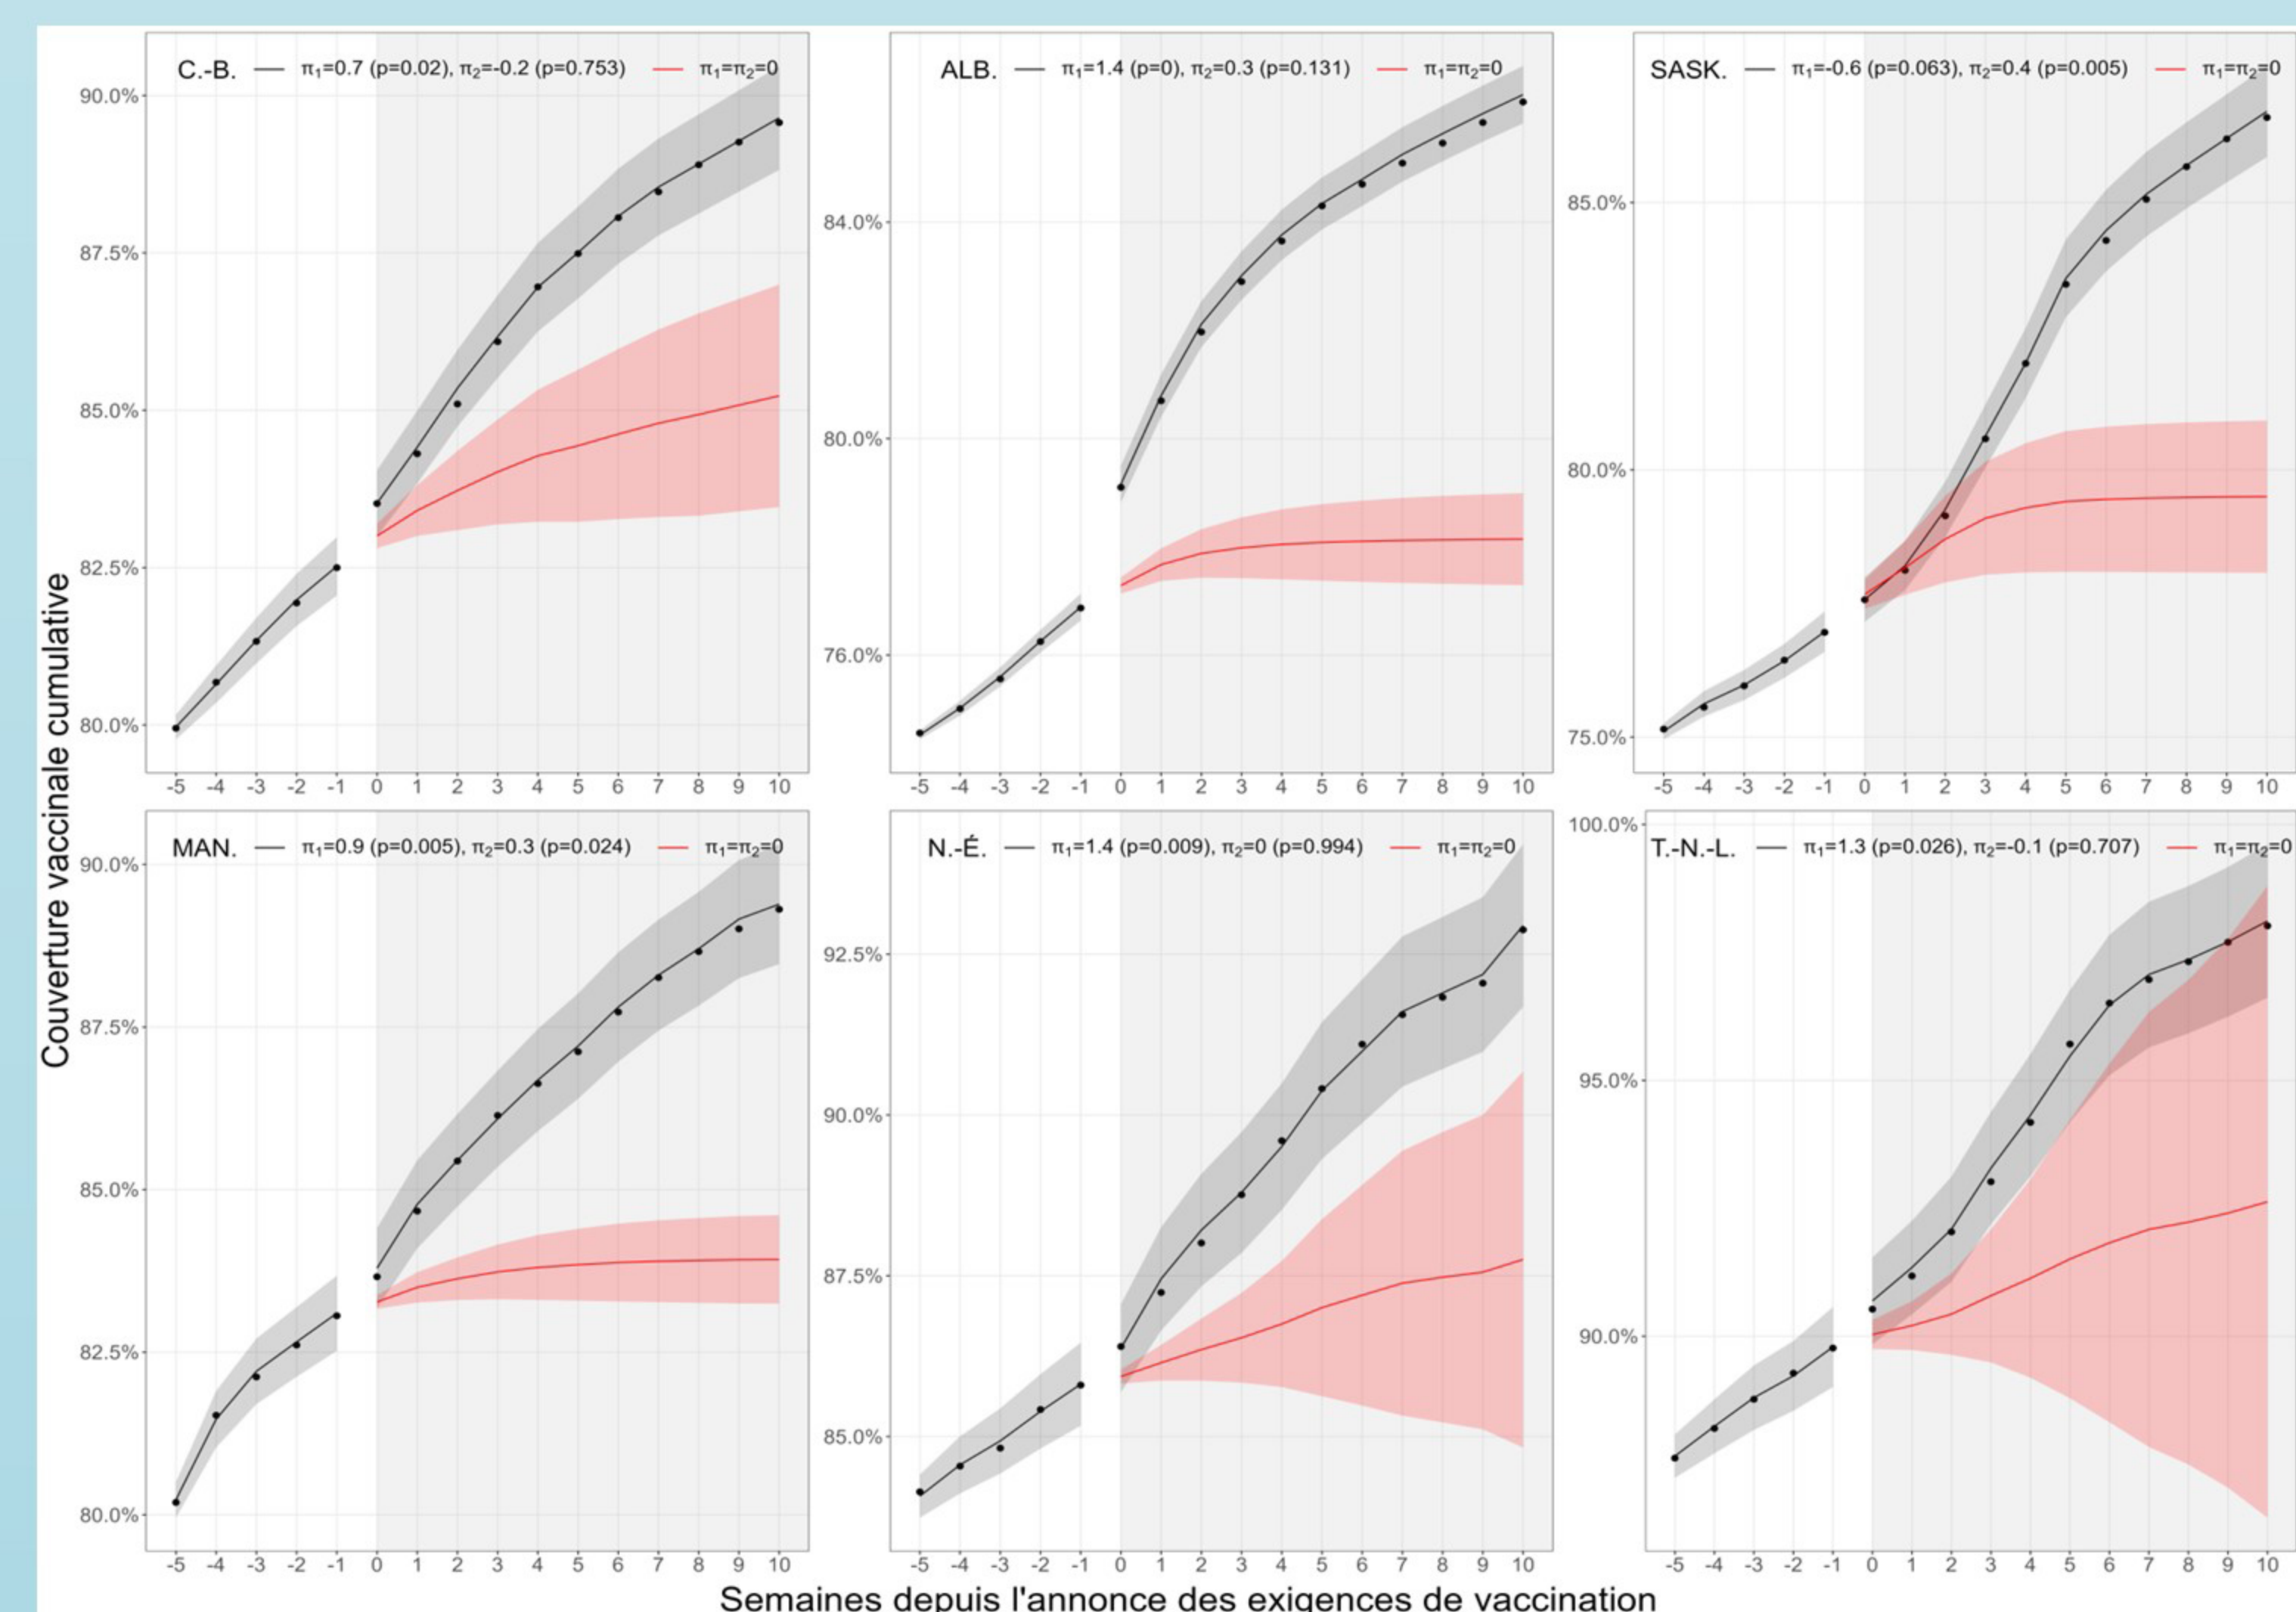 C.-B. π₁=0.7 (p=0.02), π₂=-0.2 (p=0.753) π₁=π₂=0
90.0%
87.5%
85.0%
82.5%
80.0%
-5 -4 -3 -2 -1 0 1 2 3 4 5 6 7 8 9 10
ALB. π₁=1.4 (p=0), π₂=0.3 (p=0.131) π₁=π₂=0
84.0%
80.0%
76.0%
-5 -4 -3 -2 -1 0 1 2 3 4 5 6 7 8 9 10
SASK. π₁=-0.6 (p=0.063), π₂=0.4 (p=0.005) π₁=π₂=0
85.0%
80.0%
75.0%
-5 -4 -3 -2 -1 0 1 2 3 4 5 6 7 8 9 10
Couverture vaccinale cumulative
MAN. π₁=0.9 (p=0.005), π₂=0.3 (p=0.024) π₁=π₂=0
90.0%
87.5%
85.0%
82.5%
80.0%
-5 -4 -3 -2 -1 0 1 2 3 4 5 6 7 8 9 10
N.-É. π₁=1.4 (p=0.009), π₂=0 (p=0.994) π₁=π₂=0
92.5%
90.0%
87.5%
85.0%
-5 -4 -3 -2 -1 0 1 2 3 4 5 6 7 8 9 10
100.0%
T.-N.-L. π₁=1.3 (p=0.026), π₂=-0.1 (p=0.707) π₁=π₂=0
95.0%
90.0%
-5 -4 -3 -2 -1 0 1 2 3 4 5 6 7 8 9 10
Semaines depuis l'annonce des exigences de vaccination